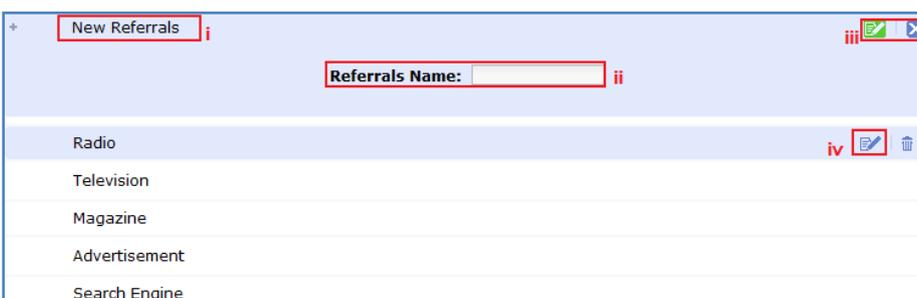 New Referrals i iii
Referrals Name: ii
Radio iv
Television
Magazine
Advertisement
Search Engine